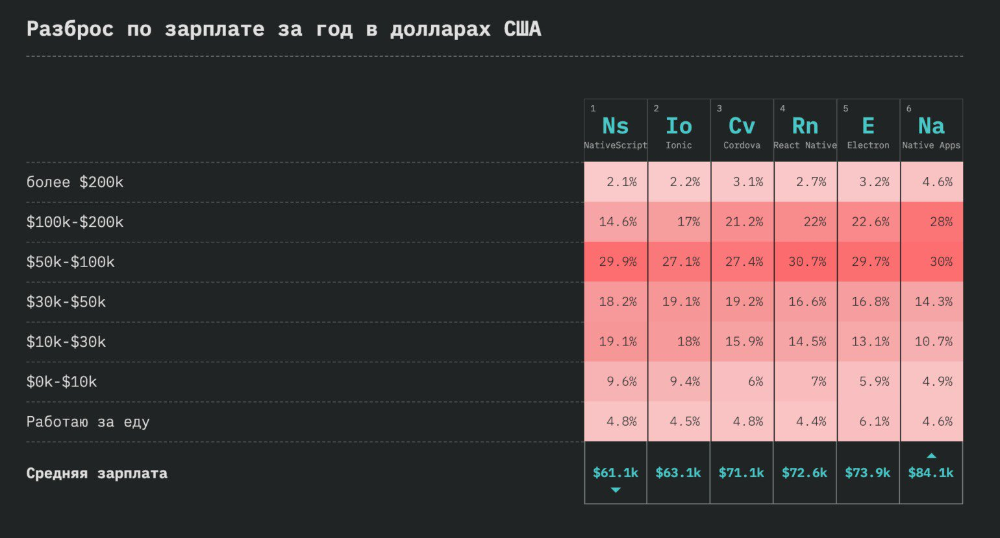 Разброс по зарплате за год в долларах США
1 2 3 4 5 6
Ns Io Cv Rn E Na
NativeScript Ionic Cordova React Native Electron Native Apps
более $200k 2.1% 2.2% 3.1% 2.7% 3.2% 4.6%
$100k-$200k 14.6% 17% 21.2% 22% 22.6% 28%
$50k-$100k 29.9% 27.1% 27.4% 30.7% 29.7% 30%
$30k-$50k 18.2% 19.1% 19.2% 16.6% 16.8% 14.3%
$10k-$30k 19.1% 18% 15.9% 14.5% 13.1% 10.7%
$0k-$10k 9.6% 9.4% 6% 7% 5.9% 4.9%
Работаю за еду 4.8% 4.5% 4.8% 4.4% 6.1% 4.6%
Средняя зарплата $61.1k $63.1k $71.1k $72.6k $73.9k $84.1k